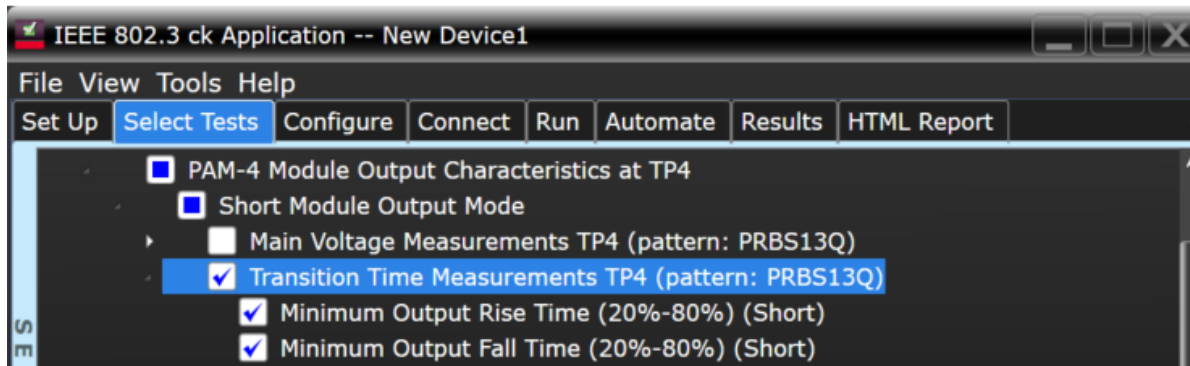 IEEE 802.3 ck Application -- New Device1
File View Tools Help
Set Up Select Tests Configure Connect Run Automate Results HTML Report
PAM-4 Module Output Characteristics at TP4
Short Module Output Mode
Main Voltage Measurements TP4 (pattern: PRBS13Q)
Transition Time Measurements TP4 (pattern: PRBS13Q)
Minimum Output Rise Time (20%-80%) (Short)
Minimum Output Fall Time (20%-80%) (Short)
S E